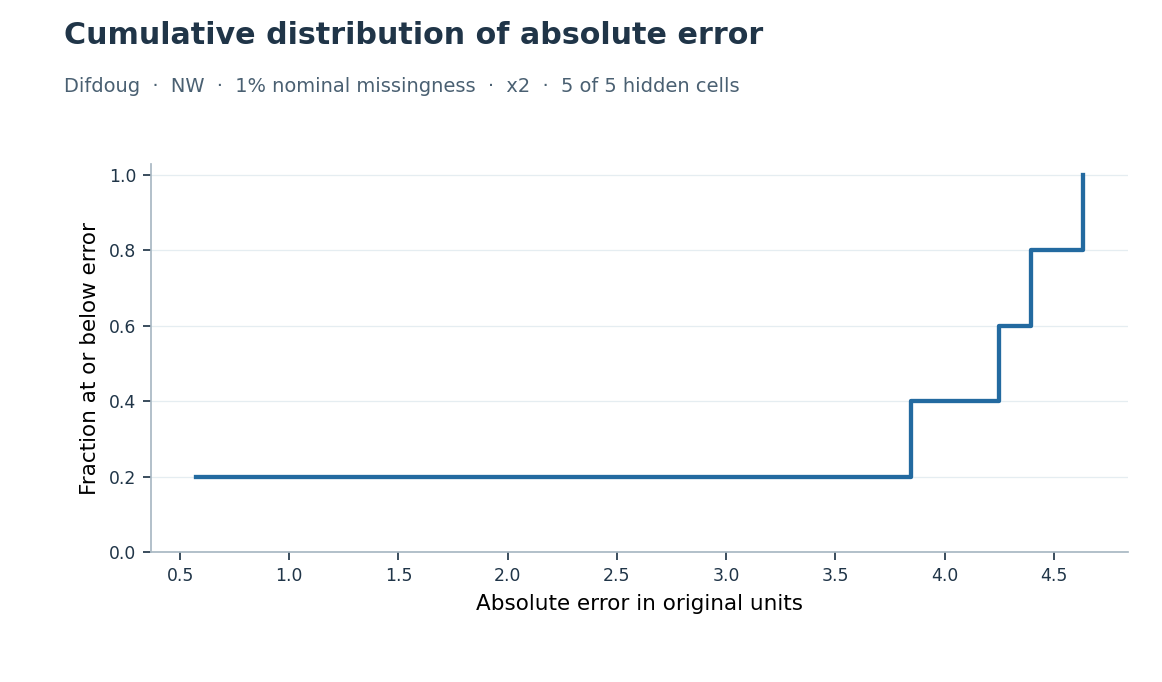 Cumulative distribution of absolute error
Difdoug · NW · 1% nominal missingness · x2 · 5 of 5 hidden cells
Fraction at or below error
1.0
0.8
0.6
0.4
0.2
0.0
0.5 1.0 1.5 2.0 2.5 3.0 3.5 4.0 4.5
Absolute error in original units